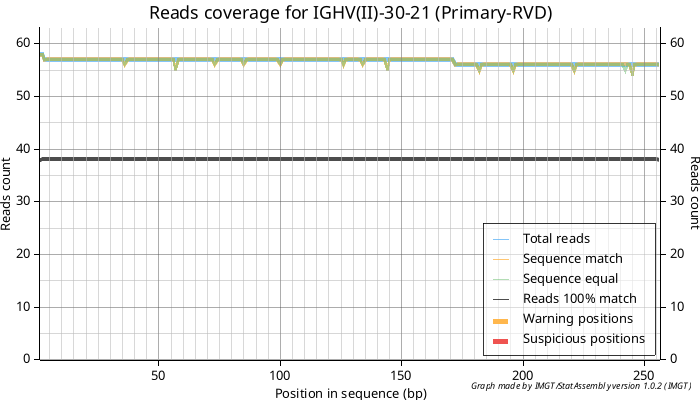 Reads coverage for IGHV(II)-30-21 (Primary-RVD)
60 60
50 50
40 40
30 30
20 20
10 10
0 0
Reads count
Reads count
Total reads
Sequence match
Sequence equal
Reads 100% match
Warning positions
Suspicious positions
50 100 150 200 250
Position in sequence (bp)
Graph made by IMGT/StatAssembly version 1.0.2 (IMGT)